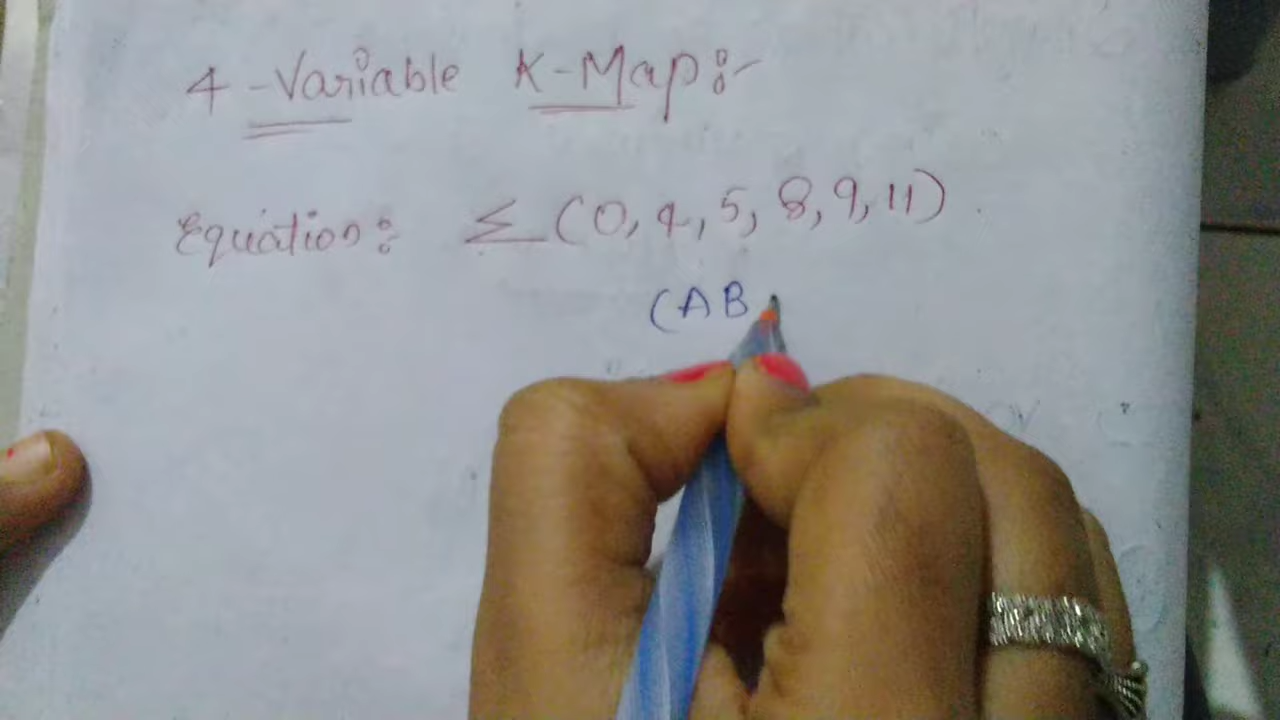 4-Variable K-Map:-
Equation: Σ(0,4,5,8,9,11)
(AB